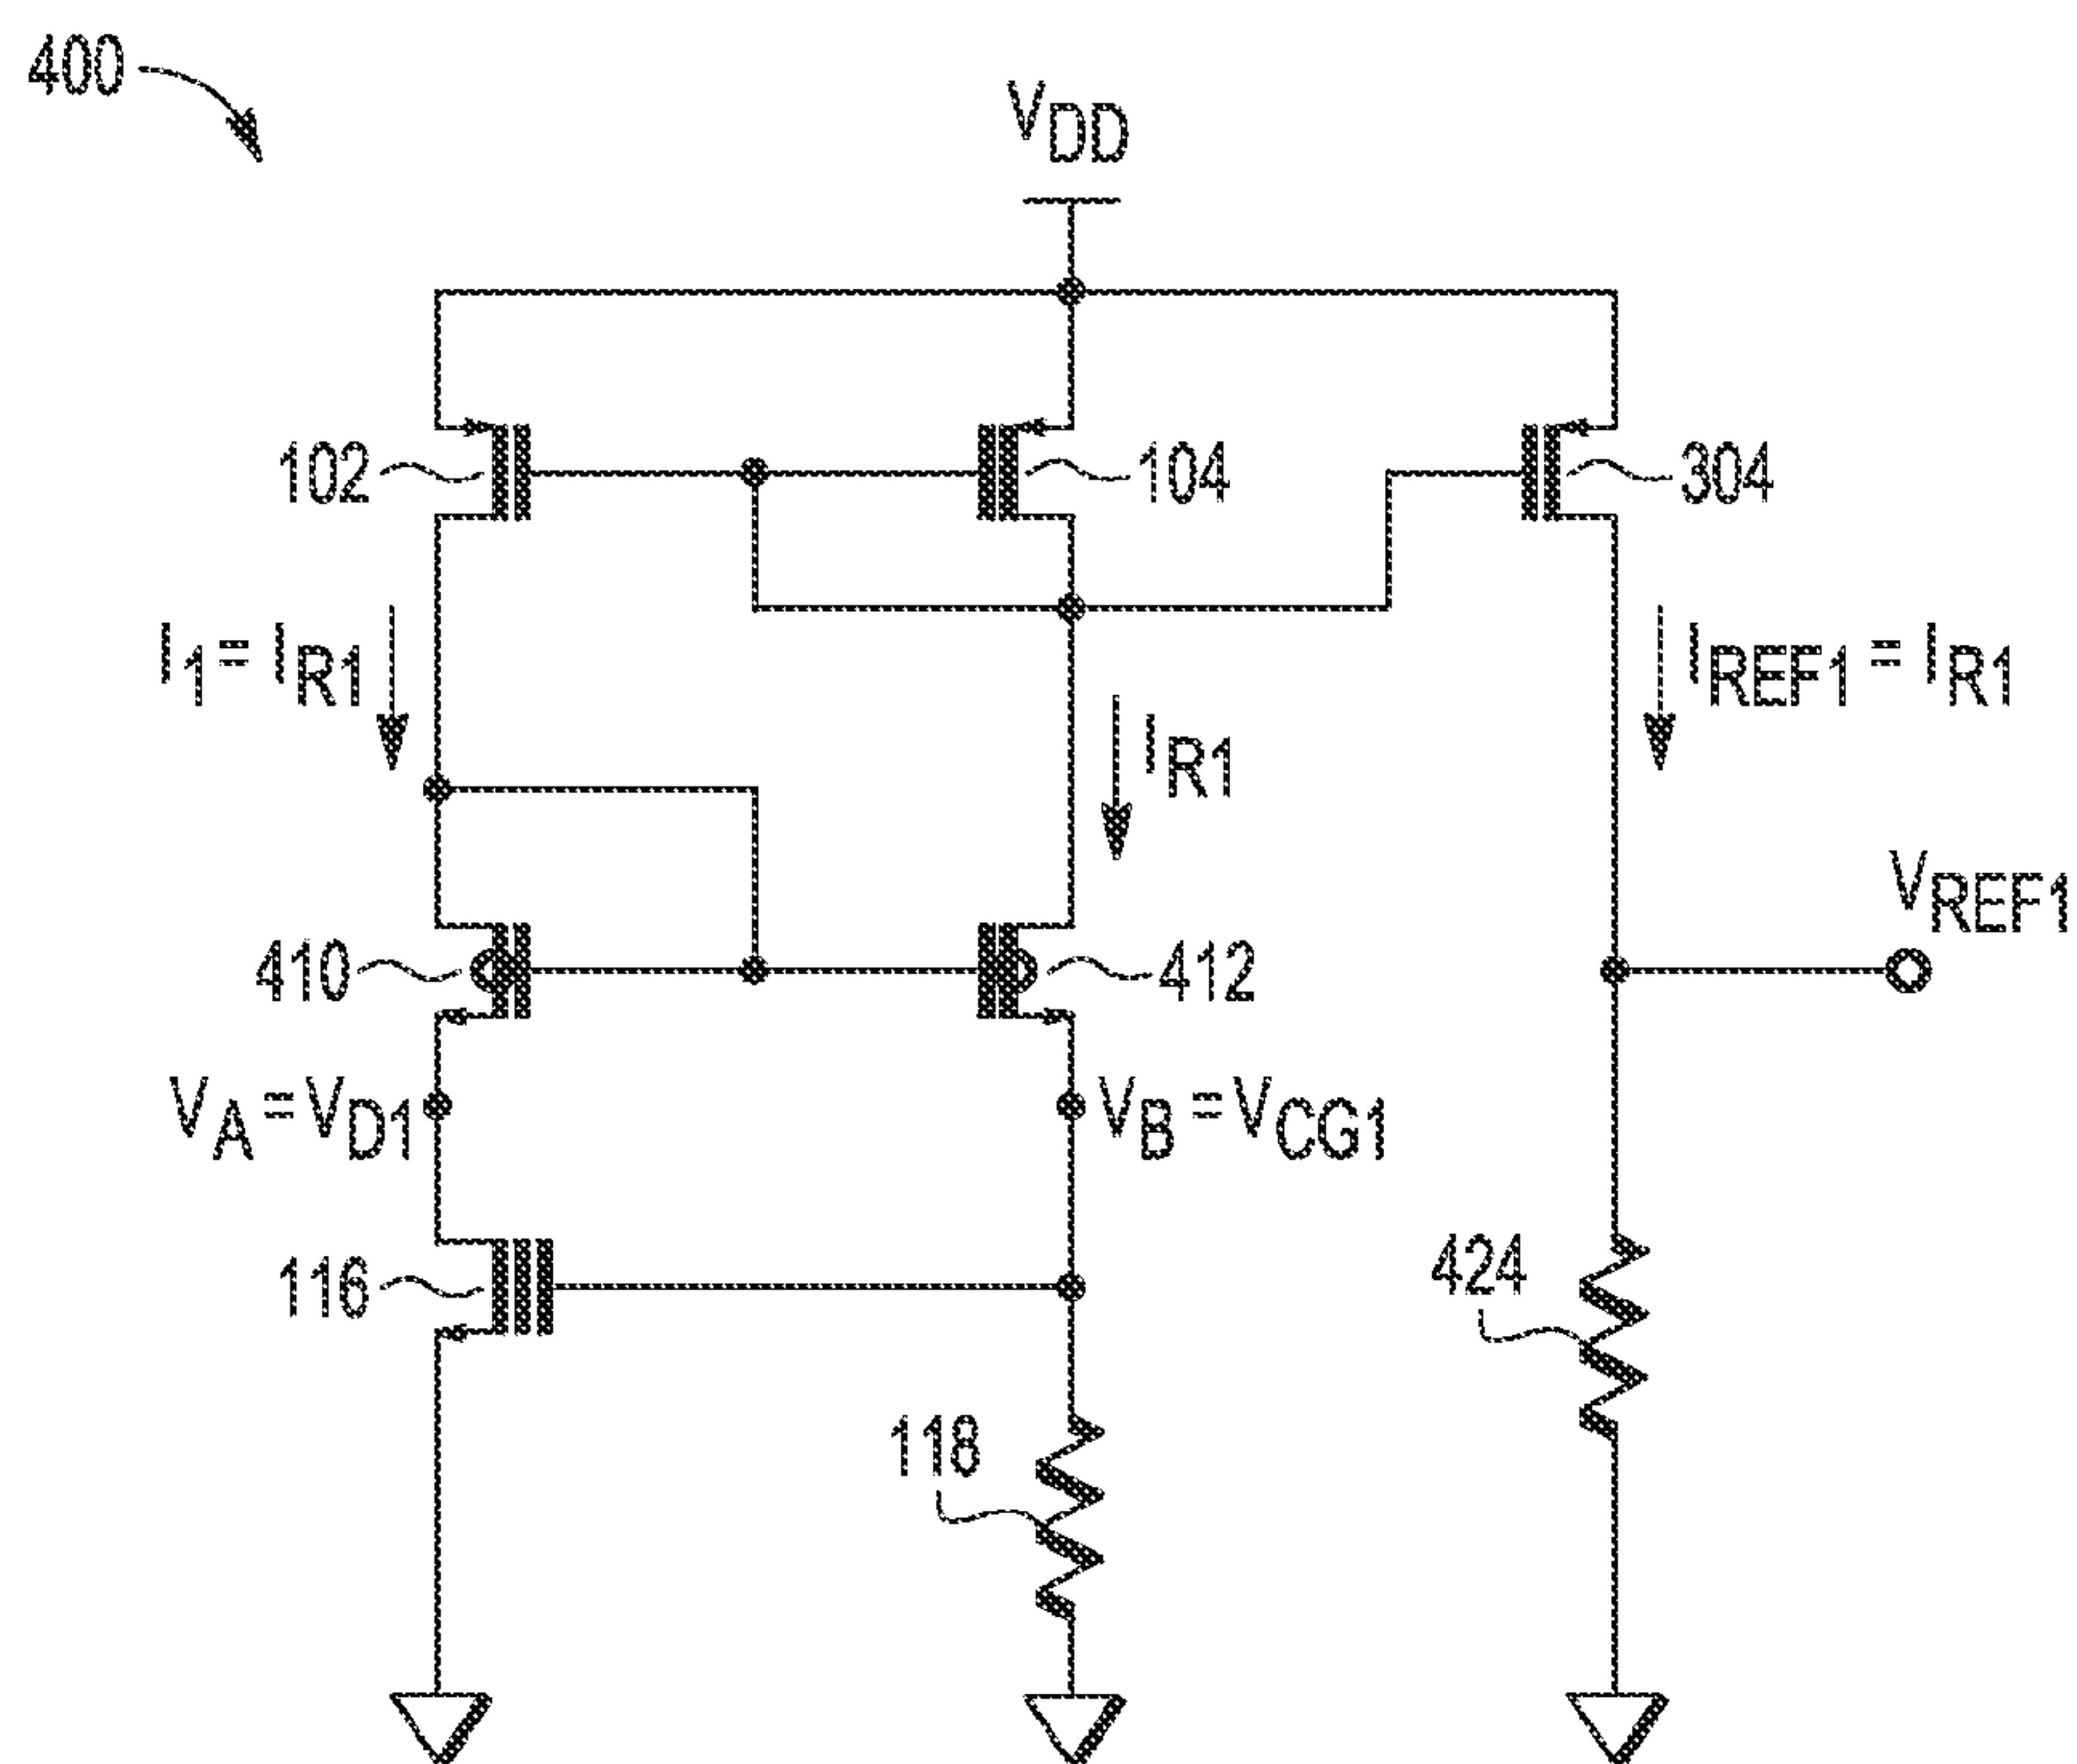 400
VDD
102
104
304
I1 = IR1
IR1
IREF1 = IR1
VREF1
410
412
VA = VD1
VB = VCG1
116
424
118